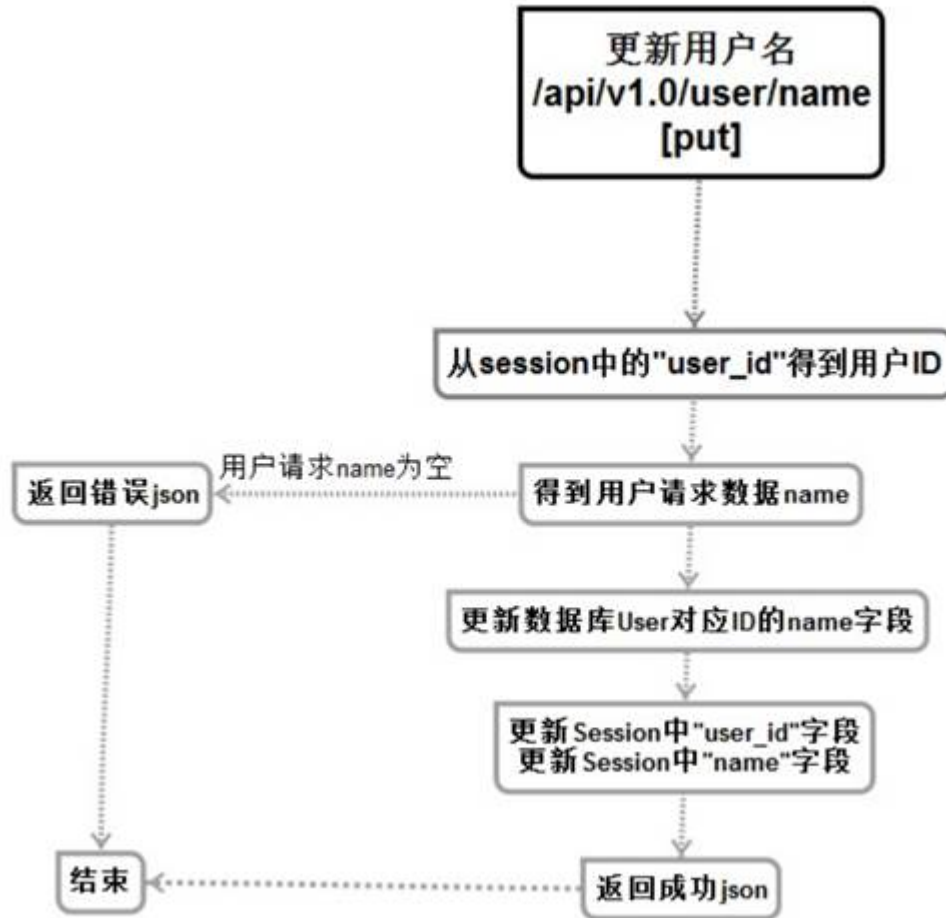 更新用户名
/api/v1.0/user/name
[put]
从session中的"user_id"得到用户ID
用户请求name为空
返回错误json
得到用户请求数据name
更新数据库User对应ID的name字段
更新Session中"user_id"字段
更新Session中"name"字段
结束
返回成功json